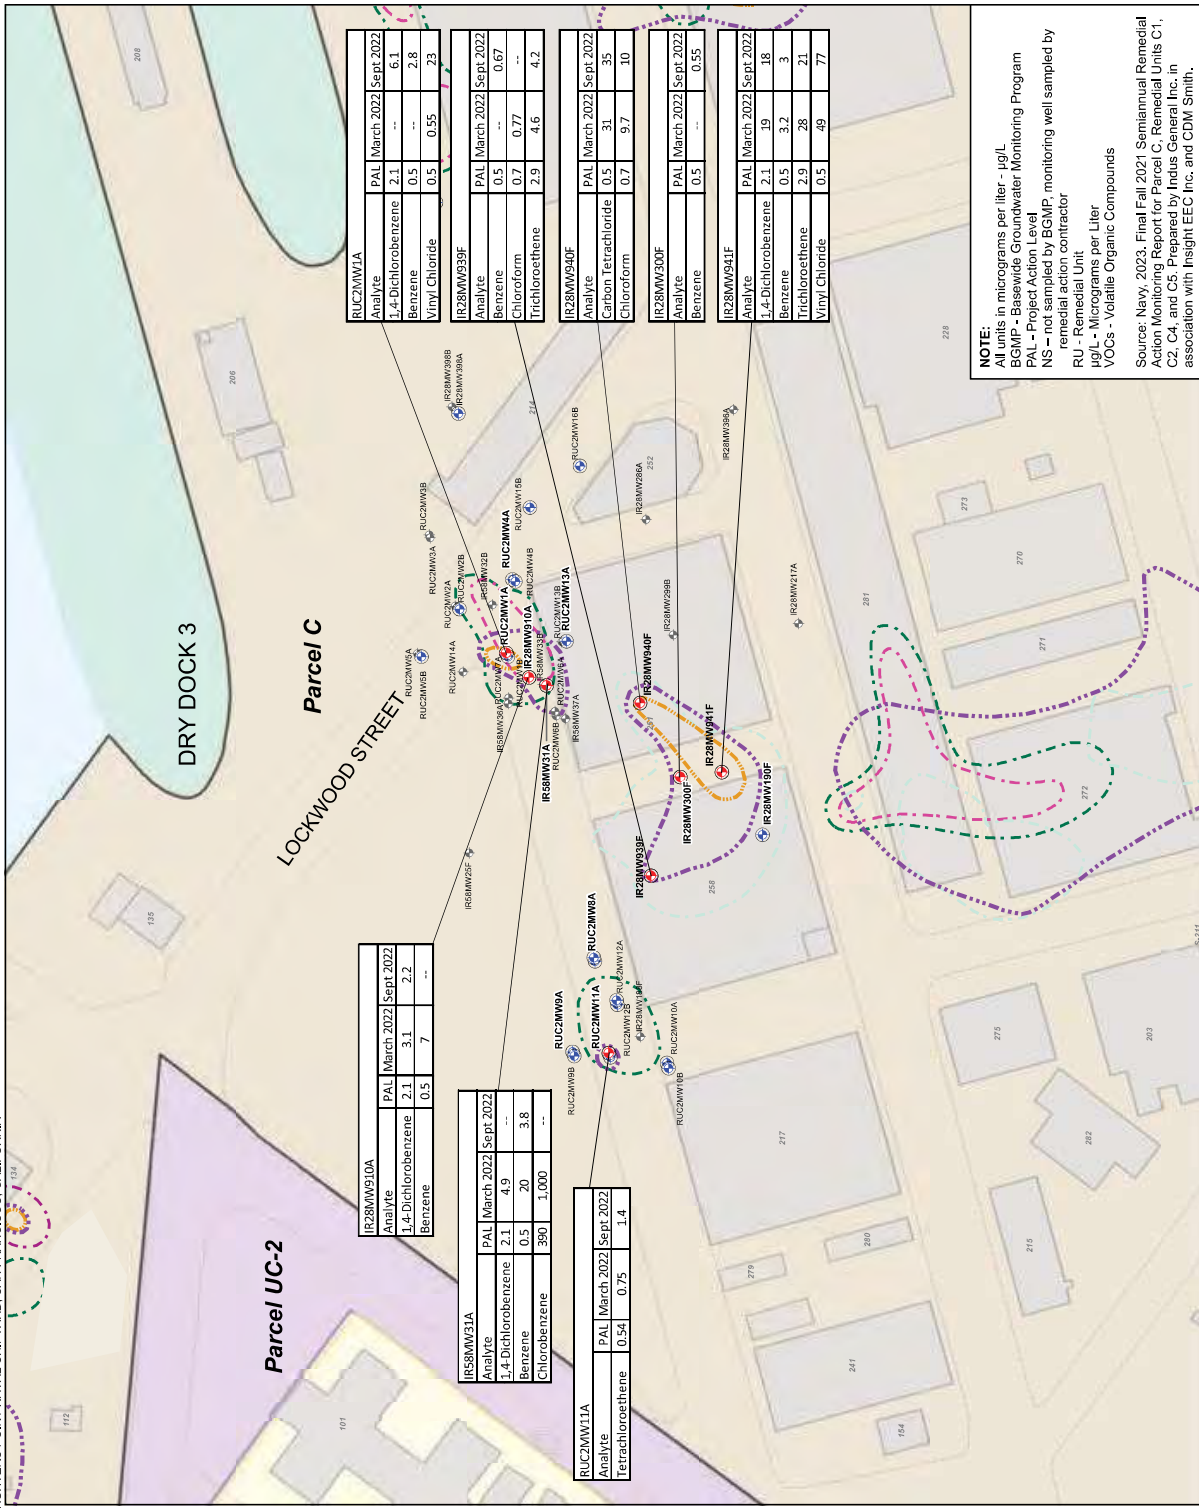 DRY DOCK 3
Parcel C
LOCKWOOD STREET
Parcel UC-2
RUC2MW1A
Analyte PAL March 2022 Sept 2022
1,4-Dichlorobenzene 2.1 -- 6.1
Benzene 0.5 -- 2.8
Vinyl Chloride 0.5 0.55 23
IR28MW939F
Analyte PAL March 2022 Sept 2022
Benzene 0.5 -- 0.67
Chloroform 0.7 0.77 --
Trichloroethene 2.9 4.6 4.2
IR28MW940F
Analyte PAL March 2022 Sept 2022
Carbon Tetrachloride 0.5 31 35
Chloroform 0.7 9.7 10
IR28MW300F
Analyte PAL March 2022 Sept 2022
Benzene 0.5 -- 0.55
IR28MW941F
Analyte PAL March 2022 Sept 2022
1,4-Dichlorobenzene 2.1 19 18
Benzene 0.5 3.2 3
Trichloroethene 2.9 28 21
Vinyl Chloride 0.5 49 77
IR28MW910A
Analyte PAL March 2022 Sept 2022
1,4-Dichlorobenzene 2.1 3.1 2.2
Benzene 0.5 7 --
IR58MW31A
Analyte PAL March 2022 Sept 2022
1,4-Dichlorobenzene 2.1 4.9 --
Benzene 0.5 20 3.8
Chlorobenzene 390 1,000 --
RUC2MW11A
Analyte PAL March 2022 Sept 2022
Tetrachloroethene 0.54 0.75 1.4
NOTE:
All units in micrograms per liter - µg/L
BGMP - Basewide Groundwater Monitoring Program
PAL - Project Action Level
NS – not sampled by BGMP, monitoring well sampled by
remedial action contractor
RU - Remedial Unit
µg/L - Micrograms per Liter
VOCs - Volatile Organic Compounds
Source: Navy, 2023. Final Fall 2021 Semiannual Remedial
Action Monitoring Report for Parcel C, Remedial Units C1,
C2, C4, and C5. Prepared by Indus General Inc. in
association with Insight EEC Inc. and CDM Smith.
IR28MW398B
IR28MW398A
RUC2MW16B
IR28MW396A
RUC2MW3B
RUC2MW3A
RUC2MW2A
RUC2MW2B
IR58MW32B
RUC2MW4A
RUC2MW15B
RUC2MW4B
RUC2MW1A
IR28MW910A
IR58MW33B
RUC2MW13B
RUC2MW13A
RUC2MW5A
RUC2MW5B
RUC2MW14A
RUC2MW7A
RUC2MW1B
IR58MW36A
RUC2MW6A
RUC2MW6B
IR58MW37A
IR58MW31A
IR58MW25F
IR28MW286A
IR28MW299B
IR28MW217A
IR28MW940F
IR28MW941F
IR28MW300F
IR28MW190F
IR28MW939F
RUC2MW8A
RUC2MW12A
RUC2MW9A
RUC2MW9B
RUC2MW11A
RUC2MW12B
RUC2MW10A
RUC2MW10B
208
206
214
252
228
135
134
112
101
251
258
281
273
270
271
272
275
203
217
282
215
280
279
241
154